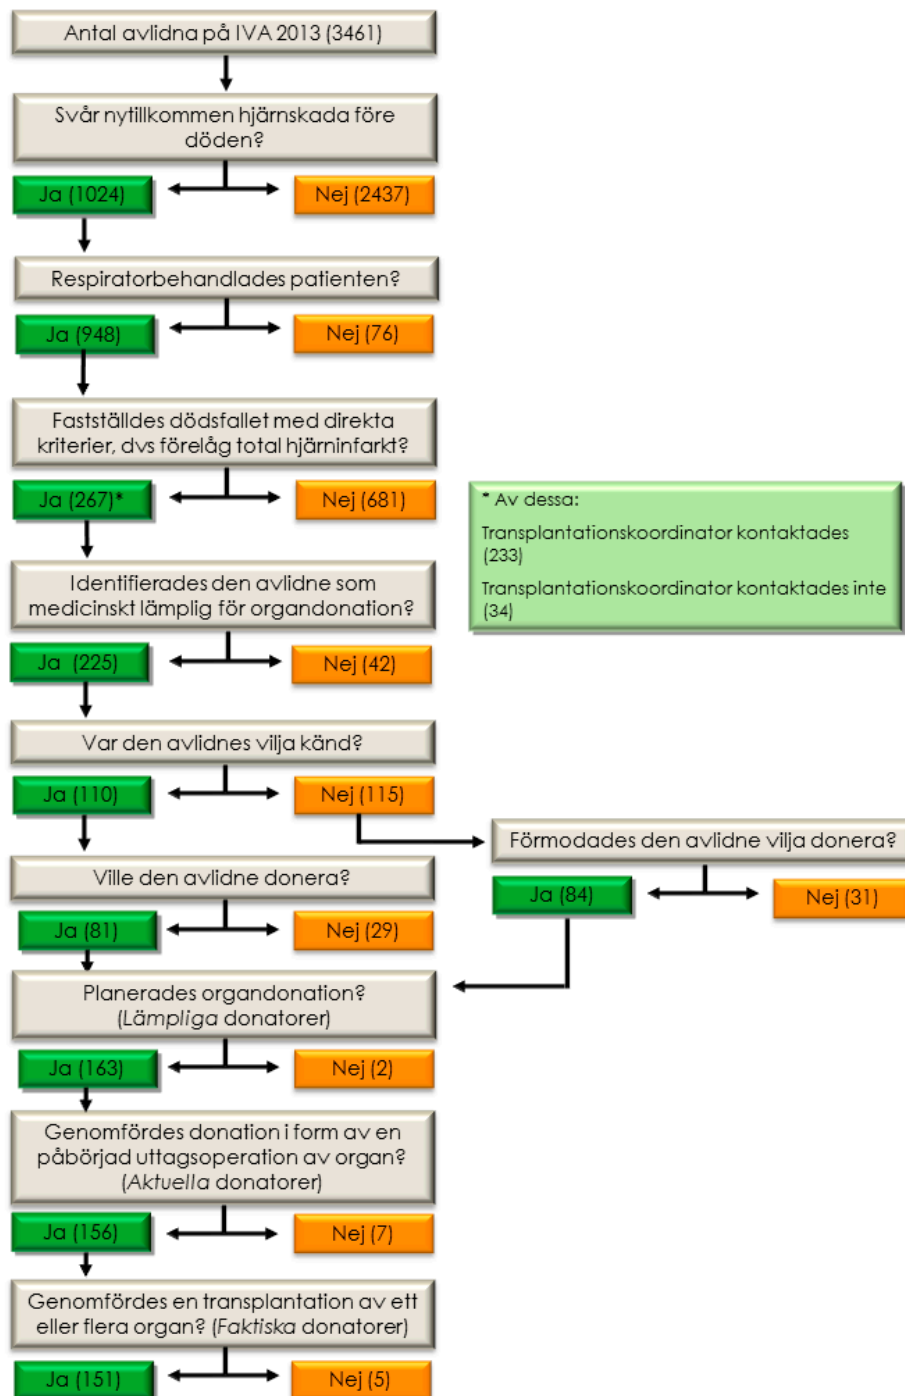 Antal avlidna på IVA 2013 (3461)
Svår nytillkommen hjärnskada före
döden?
Ja (1024)
Nej (2437)
Respiratorbehandlades patienten?
Ja (948)
Nej (76)
Fastställdes dödsfallet med direkta
kriterier, dvs förelåg total hjärninfarkt?
Ja (267)*
Nej (681)
* Av dessa:
Transplantationskoordinator kontaktades
(233)
Transplantationskoordinator kontaktades inte
(34)
Identifierades den avlidne som
medicinskt lämplig för organdonation?
Ja (225)
Nej (42)
Var den avlidnes vilja känd?
Ja (110)
Nej (115)
Förmodades den avlidne vilja donera?
Ja (84)
Nej (31)
Ville den avlidne donera?
Ja (81)
Nej (29)
Planerades organdonation?
(Lämpliga donatorer)
Ja (163)
Nej (2)
Genomfördes donation i form av en
påbörjad uttagsoperation av organ?
(Aktuella donatorer)
Ja (156)
Nej (7)
Genomfördes en transplantation av ett
eller flera organ? (Faktiska donatorer)
Ja (151)
Nej (5)